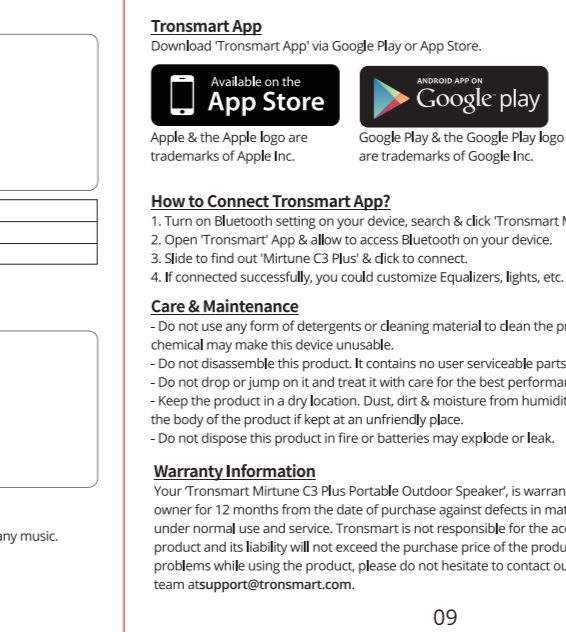 any music.
Tronsmart App
Download 'Tronsmart App' via Google Play or App Store.
Available on the
App Store
ANDROID APP ON
Google play
Apple & the Apple logo are
trademarks of Apple Inc.
Google Play & the Google Play logo
are trademarks of Google Inc.
How to Connect Tronsmart App?
1. Turn on Bluetooth setting on your device, search & click 'Tronsmart
2. Open 'Tronsmart' App & allow to access Bluetooth on your device.
3. Slide to find out 'Mirtune C3 Plus' & click to connect.
4. If connected successfully, you could customize Equalizers, lights, etc.
Care & Maintenance
- Do not use any form of detergents or cleaning material to clean the
chemical may make this device unusable.
- Do not disassemble this product. It contains no user serviceable parts
- Do not drop or jump on it and treat it with care for the best
- Keep the product in a dry location. Dust, dirt & moisture from
the body of the product if kept at an unfriendly place.
- Do not dispose this product in fire or batteries may explode or leak.
Warranty Information
Your 'Tronsmart Mirtune C3 Plus Portable Outdoor Speaker', is
owner for 12 months from the date of purchase against defects in
under normal use and service. Tronsmart is not responsible for the
product and its liability will not exceed the purchase price of the
problems while using the product, please do not hesitate to contact
team atsupport@tronsmart.com.
09